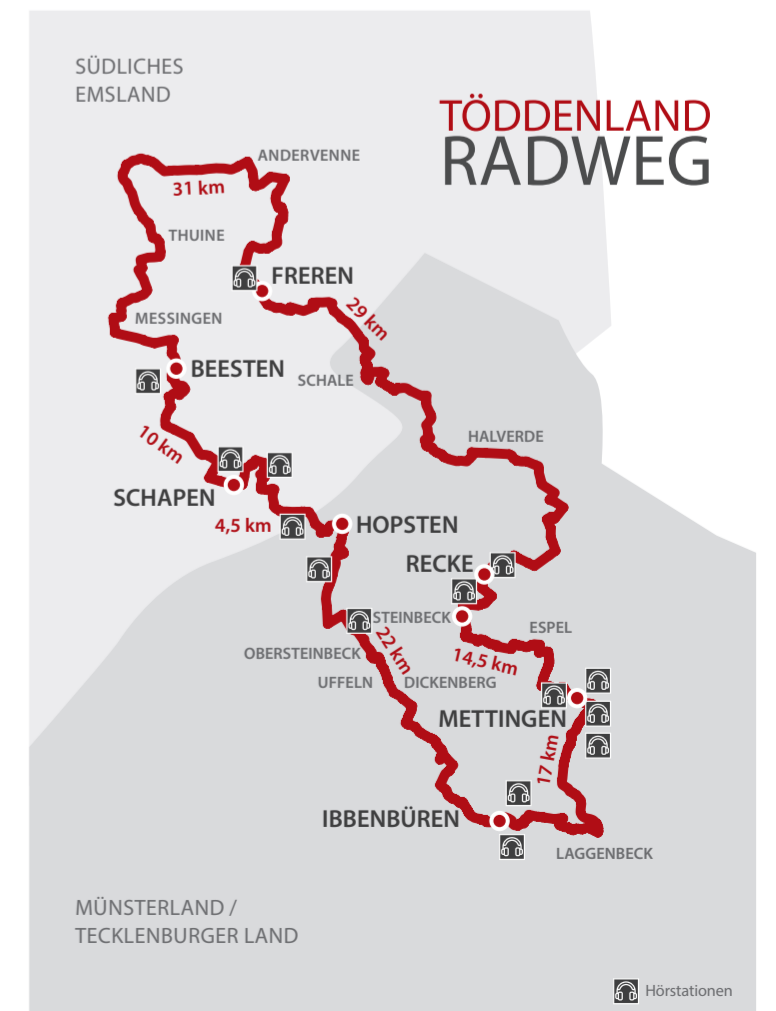 SÜDLICHES
EMSLAND
TÖDDENLAND
RADWEG
ANDERVENNE
31 km
THUINE
FREREN
29 km
MESSINGEN
BEESTEN
SCHALE
10 km
HALVERDE
SCHAPEN
4,5 km
HOPSTEN
RECKE
STEINBECK
ESPEL
22 km
OBERSTEINBECK
14,5 km
UFFELN
DICKENBERG
METTINGEN
17 km
IBBENBÜREN
LAGGENBECK
MÜNSTERLAND /
TECKLENBURGER LAND
Hörstationen